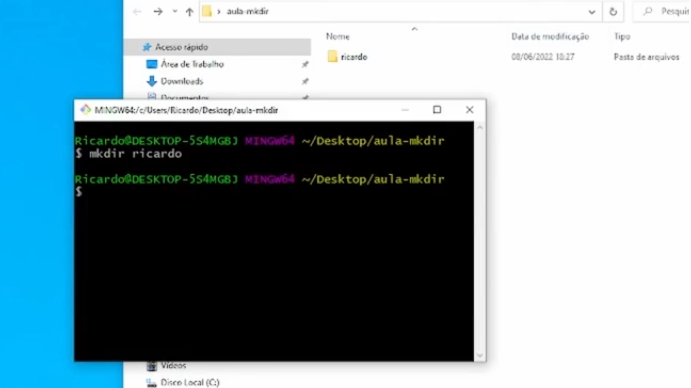 aula-mkdir
Pesqui
Nome
Data de modificação
Tipo
Acesso rápido
ricardo
08/06/2022 18:27
Pasta de arquivos
Área de Trabalho
Downloads
Documentos
MINGW64:/c/Users/Ricardo/Desktop/aula-mkdir
Ricardo@DESKTOP-5S4MGBJ MINGW64 ~/Desktop/aula-mkdir
$ mkdir ricardo
Ricardo@DESKTOP-5S4MGBJ MINGW64 ~/Desktop/aula-mkdir
$
Vídeos
Disco Local (C:)